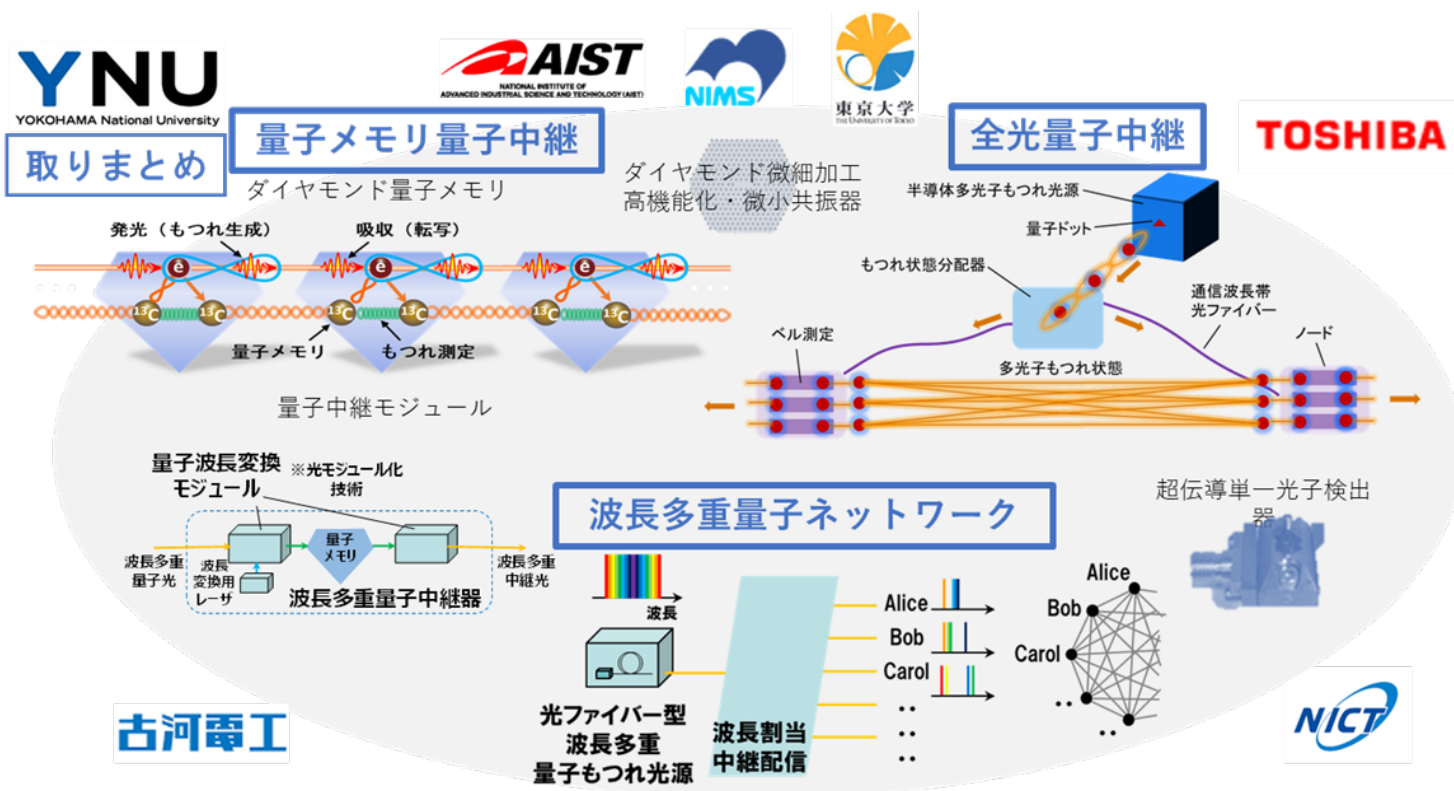 YNU
YOKOHAMA National University
AIST
NATIONAL INSTITUTE OF
ADVANCED INDUSTRIAL SCIENCE AND TECHNOLOGY (AIST)
NIMS
東京大学
THE UNIVERSITY OF TOKYO
TOSHIBA
取りまとめ
量子メモリ量子中継
ダイヤモンド量子メモリ
発光（もつれ生成）
吸収（転写）
e
e
e
13C
13C
13C
13C
13C
13C
量子メモリ
もつれ測定
量子中継モジュール
ダイヤモンド微細加工
高機能化・微小共振器
全光量子中継
半導体多光子もつれ光源
量子ドット
もつれ状態分配器
通信波長帯
光ファイバー
ベル測定
ノード
多光子もつれ状態
量子波長変換
モジュール
※光モジュール化
技術
波長多重
量子光
波長
変換用
レーザ
量子
メモリ
波長多重
中継光
波長多重量子中継器
波長多重量子ネットワーク
波長
光ファイバー型
波長多重
量子もつれ光源
波長割当
中継配信
Alice
Bob
Carol
‥
‥
‥
Alice
Bob
Carol
‥
‥
超伝導単一光子検出
器
古河電工
NICT